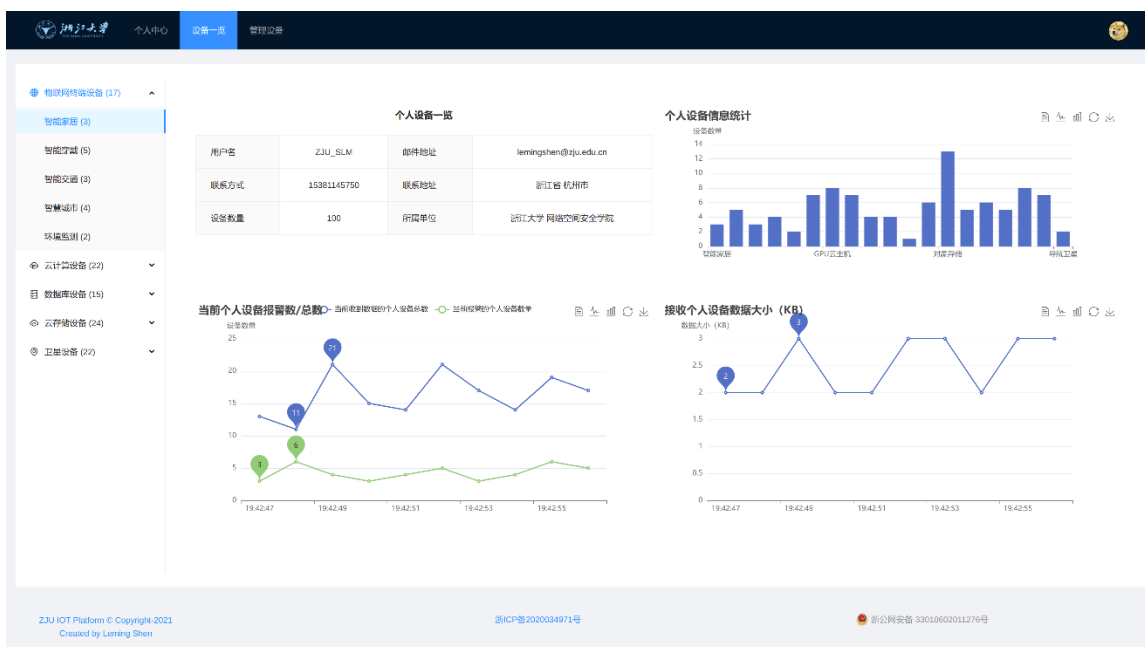 浙江大学 个人中心 设备一览 管理设备
物联网终端设备 (17)
智能家居 (3)
智能穿戴 (5)
智能交通 (3)
智慧城市 (4)
环境监测 (2)
云计算设备 (22)
数据库设备 (15)
云存储设备 (24)
卫星设备 (22)
个人设备一览
用户名 ZJU_SLM 邮件地址 lemingshen@zju.edu.cn
联系方式 15381145750 联系地址 浙江省 杭州市
设备数量 100 所属单位 浙江大学 网络空间安全学院
个人设备信息统计
设备数量
14
12
10
8
6
4
2
0
智能家居 GPU云主机 对象存储 导航卫星
当前个人设备报警数/总数 当前收到数据的个人设备总数 当前报警的个人设备数量
设备数量
25
20
15
10
5
0
21
11
6
3
19:42:47 19:42:49 19:42:51 19:42:53 19:42:55
接收个人设备数据大小（KB）
数据大小（KB）
3
2.5
2
1.5
1
0.5
0
3
2
19:42:47 19:42:49 19:42:51 19:42:53 19:42:55
ZJU IOT Platform © Copyright-2021
Created by Leming Shen
浙ICP备2020034971号
浙公网安备 33010602011276号